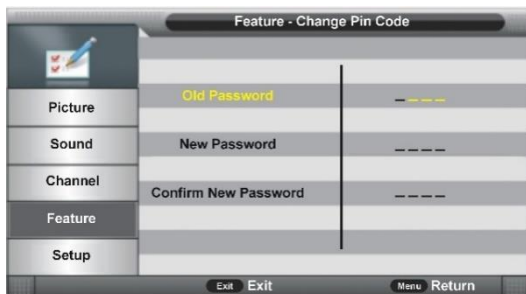 Feature - Change Pin Code
Picture
Sound
Channel
Feature
Setup
Old Password _ _ _ _
New Password _ _ _ _
Confirm New Password _ _ _ _
Exit Exit
Menu Return